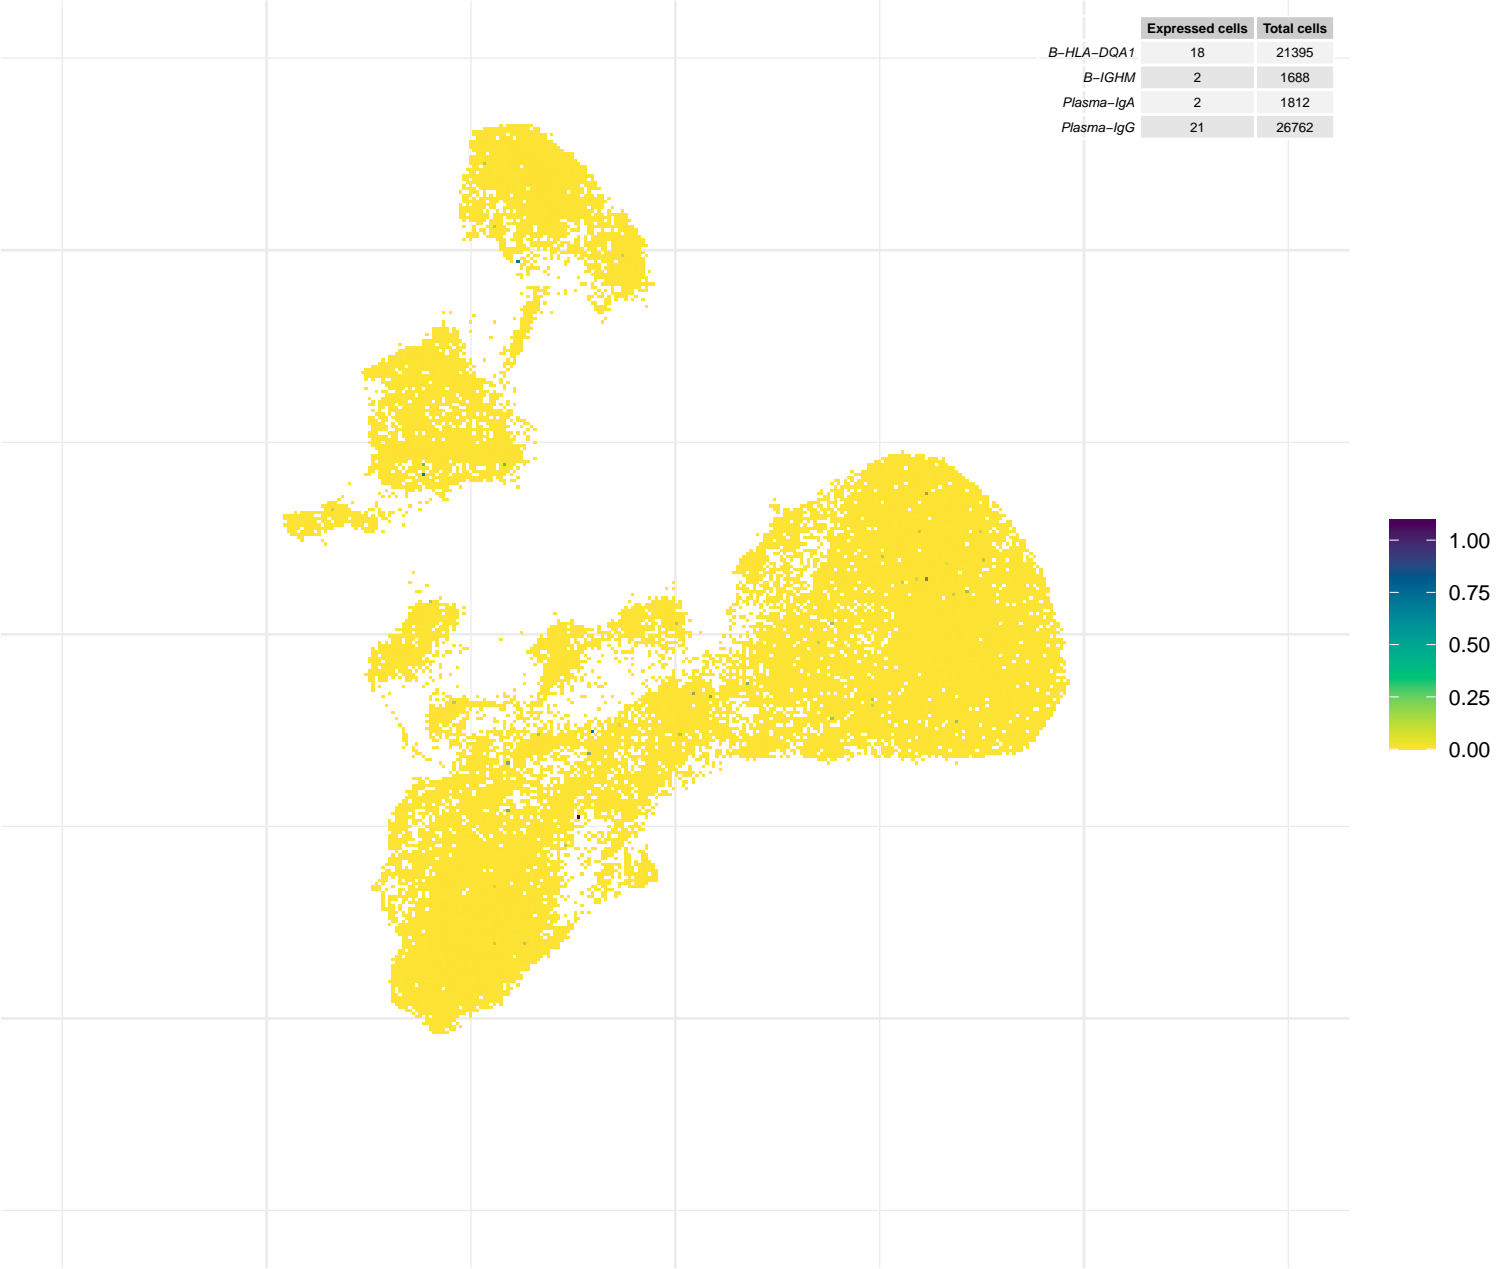 Expressed cells Total cells
B−HLA−DQA1 18 21395
B−IGHM 2 1688
Plasma−IgA 2 1812
Plasma−IgG 21 26762
1.00
0.75
0.50
0.25
0.00